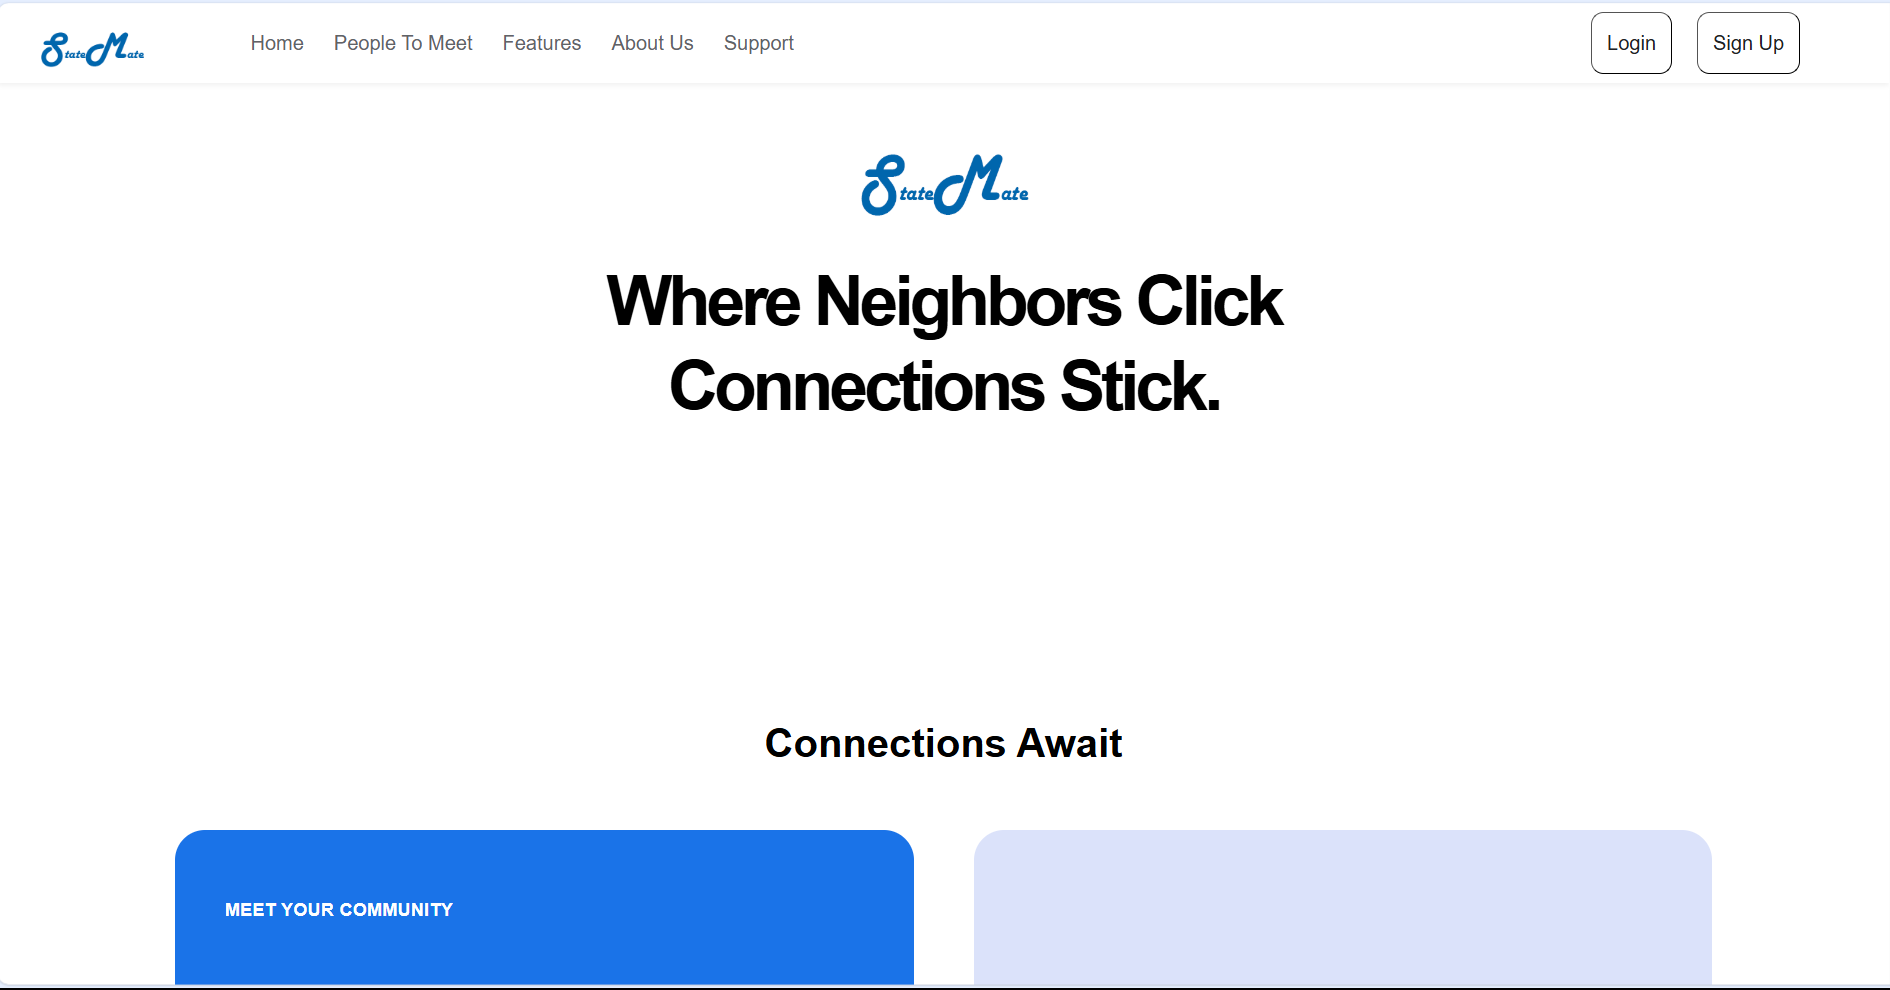 StateMate
Home
People To Meet
Features
About Us
Support
Login
Sign Up
StateMate
Where Neighbors Click
Connections Stick.
Connections Await
MEET YOUR COMMUNITY